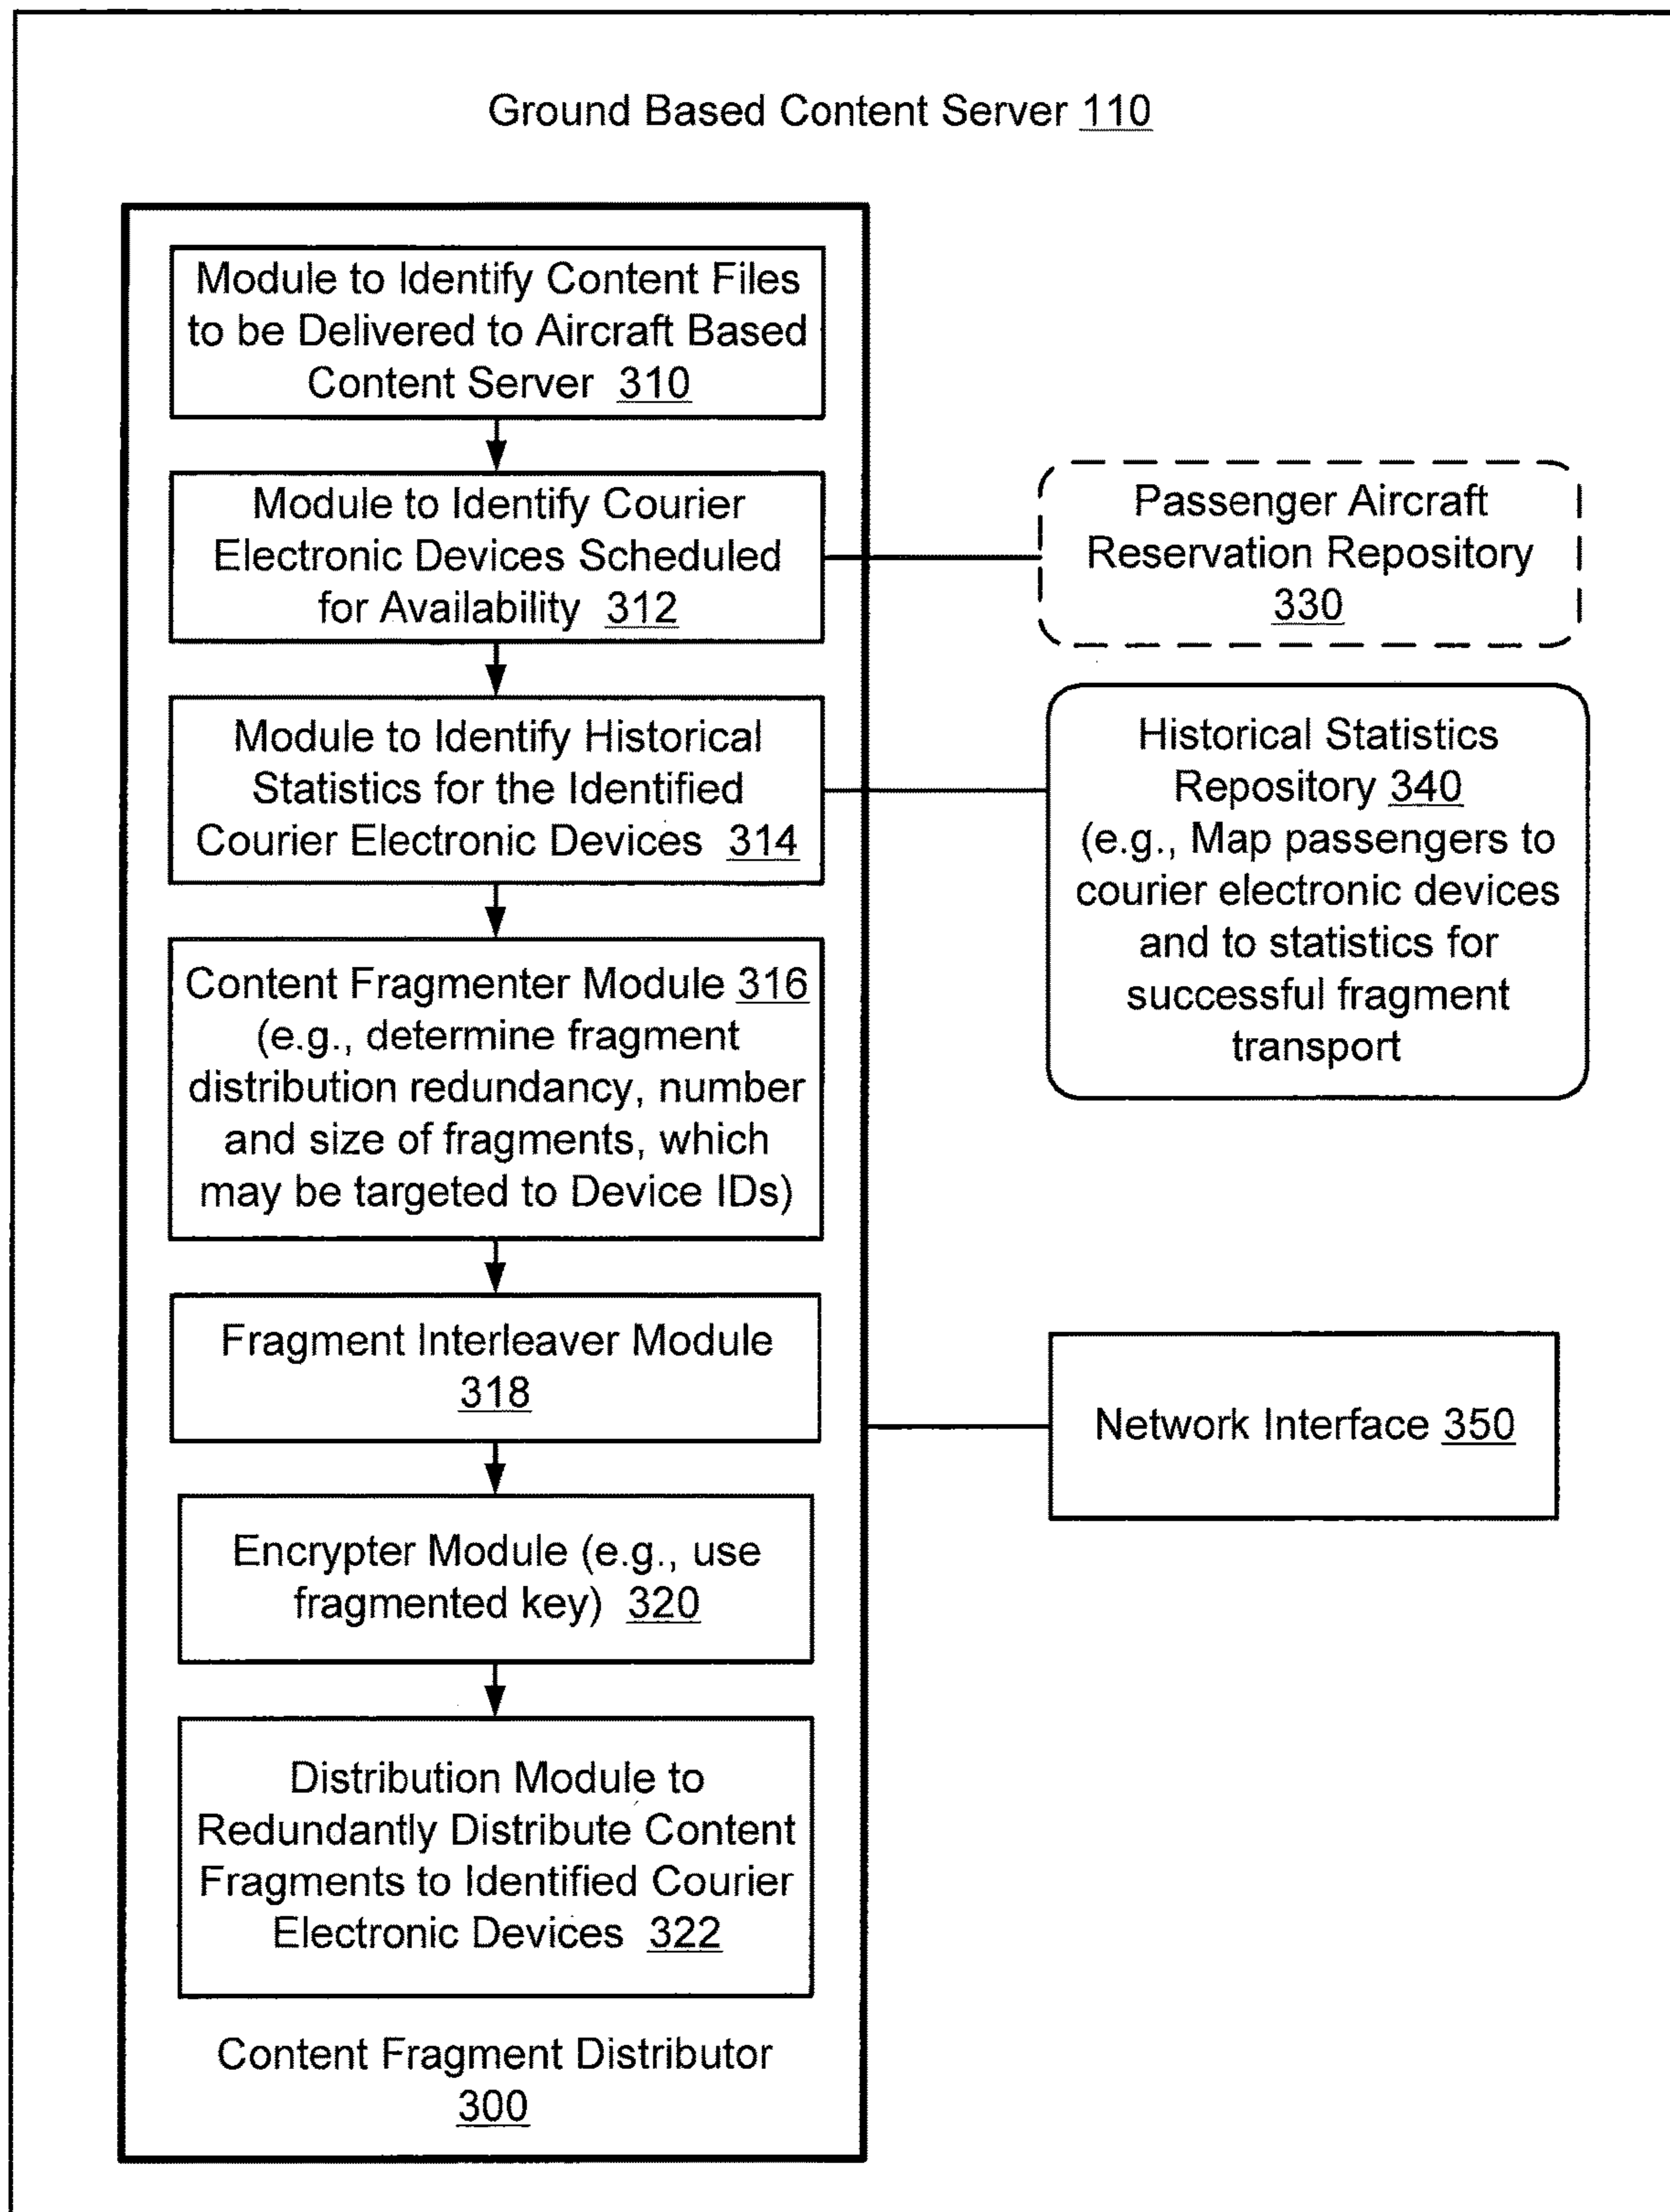 Ground Based Content Server 110
Module to Identify Content Files
to be Delivered to Aircraft Based
Content Server 310
Module to Identify Courier
Electronic Devices Scheduled
for Availability 312
Passenger Aircraft
Reservation Repository
330
Module to Identify Historical
Statistics for the Identified
Courier Electronic Devices 314
Historical Statistics
Repository 340
(e.g., Map passengers to
courier electronic devices
and to statistics for
successful fragment
transport
Content Fragmenter Module 316
(e.g., determine fragment
distribution redundancy, number
and size of fragments, which
may be targeted to Device IDs)
Fragment Interleaver Module
318
Network Interface 350
Encrypter Module (e.g., use
fragmented key) 320
Distribution Module to
Redundantly Distribute Content
Fragments to Identified Courier
Electronic Devices 322
Content Fragment Distributor
300